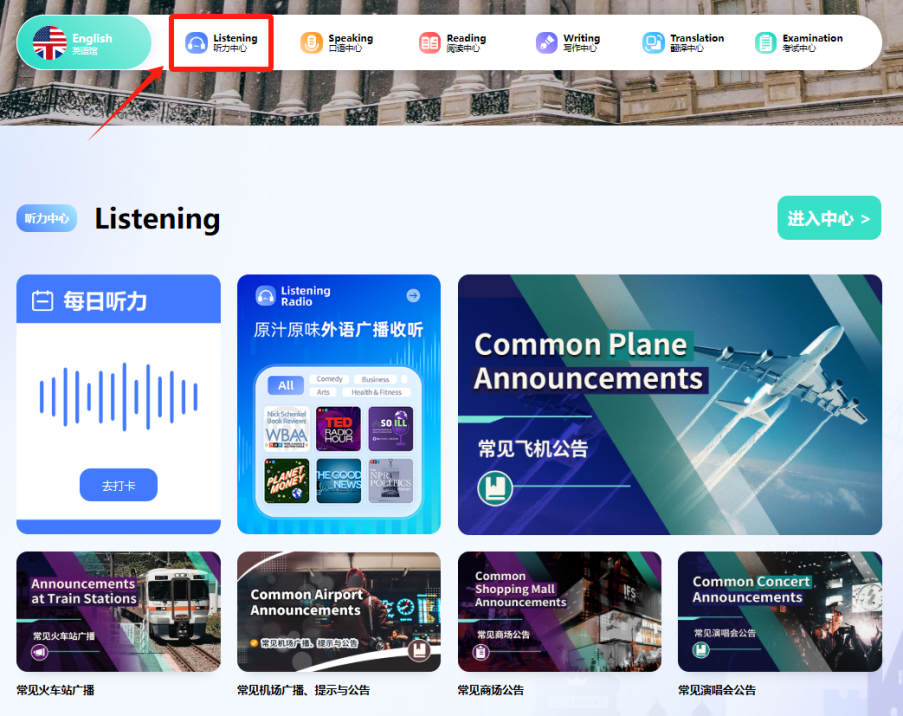 English
英语馆
Listening
听力中心
Speaking
口语中心
Reading
阅读中心
Writing
写作中心
Translation
翻译中心
Examination
考试中心
听力中心
Listening
进入中心 >
每日听力
去打卡
Listening
Radio
原汁原味外语广播收听
All
Comedy
Business
Arts
Health & Fitness
Nick Schenkel
Book Reviews
WBAA
TED
RADIO
HOUR
SO ILL
PLANET
MONEY
THE GOOD
NEWS
NPR
POLITICS
Common Plane
Announcements
常见飞机公告
Announcements
at Train Stations
常见火车站广播
常见火车站广播
Common Airport
Announcements
常见机场广播、提示与公告
常见机场广播、提示与公告
Common
Shopping Mall
Announcements
IFS
常见商场公告
常见商场公告
Common Concert
Announcements
常见演唱会公告
常见演唱会公告